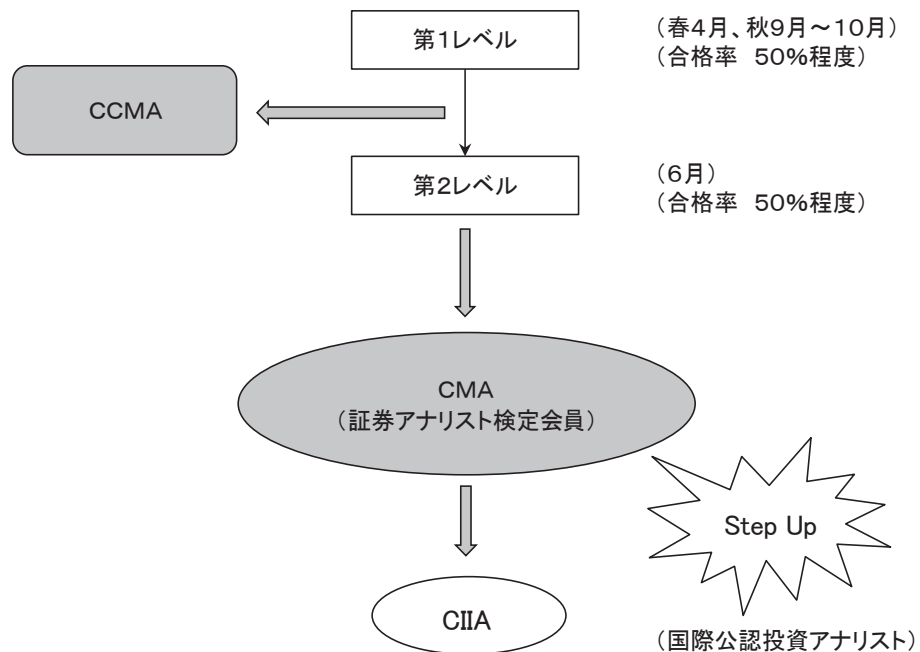 第1レベル
（春4月、秋9月～10月）
（合格率　50%程度）
CCMA
第2レベル
（6月）
（合格率　50%程度）
CMA
（証券アナリスト検定会員）
Step Up
CIIA
（国際公認投資アナリスト）